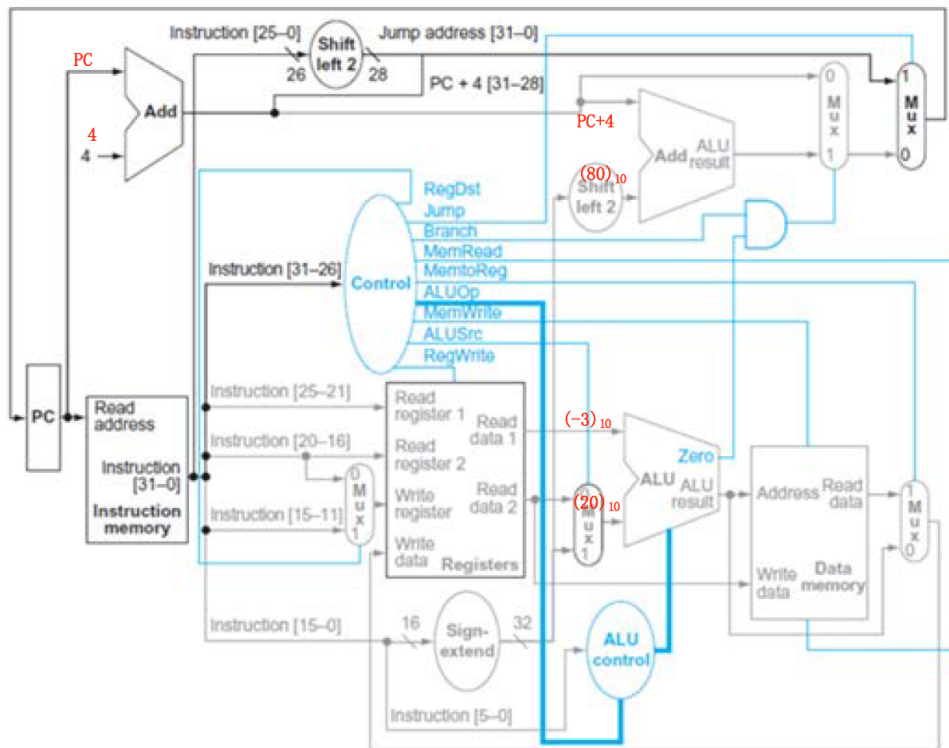 Instruction [25–0]
Jump address [31–0]
Shift
left 2
26
28
PC
PC + 4 [31–28]
Add
4
4
PC+4
0
M
u
x
1
1
M
u
x
0
Add
ALU
result
(80)10
Shift
left 2
RegDst
Jump
Branch
MemRead
MemtoReg
ALUOp
MemWrite
ALUSrc
RegWrite
Instruction [31–26]
Control
PC
Read
address
Instruction
[31–0]
Instruction
memory
Instruction [25–21]
Instruction [20–16]
Instruction [15–11]
0
M
u
x
1
Read
register 1
Read
register 2
Write
register
Write
data
Read
data 1
Read
data 2
Registers
(-3)10
(20)10
M
u
x
1
Zero
ALU
ALU
result
Address
Read
data
Write
data
Data
memory
1
M
u
x
0
Instruction [15–0]
16
Sign-
extend
32
ALU
control
Instruction [5–0]